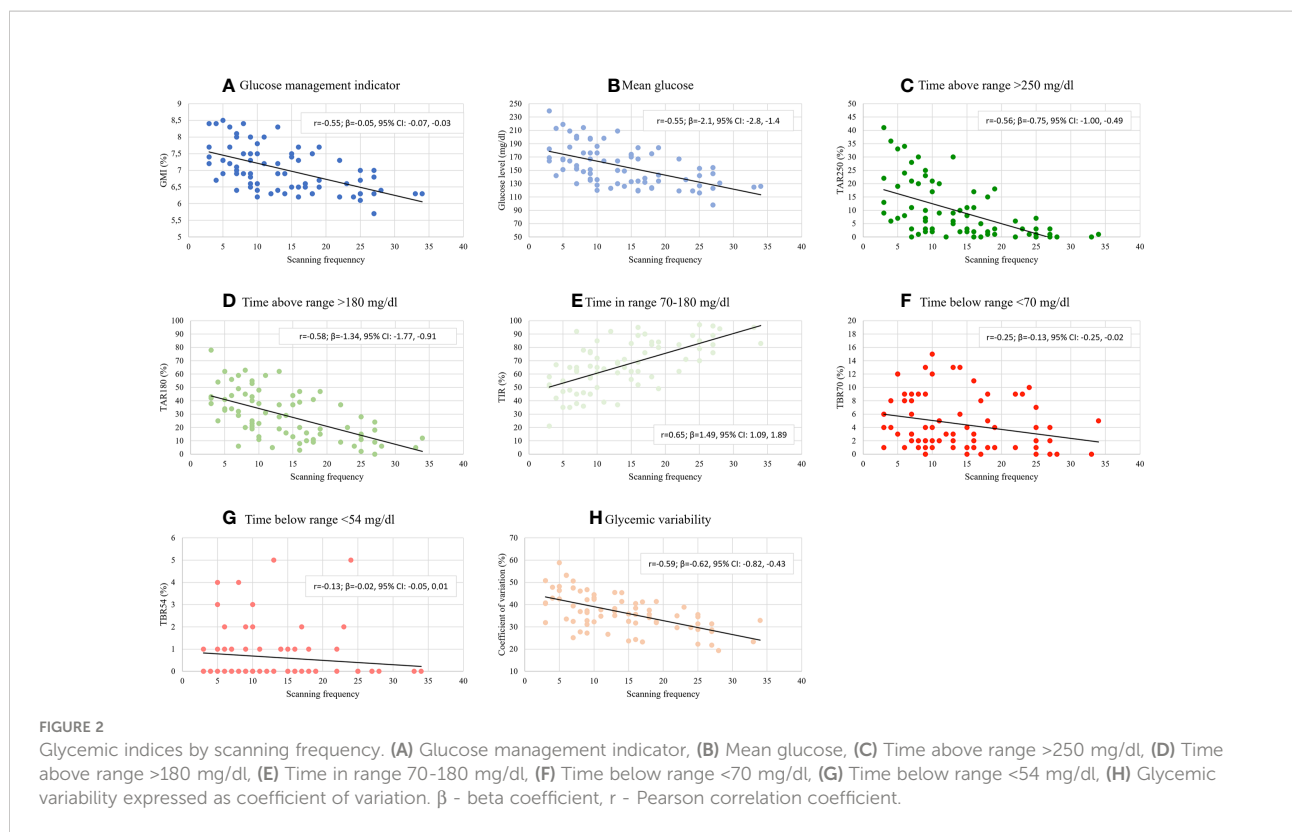 A Glucose management indicator
9
8,5
8
7,5
7
6,5
6
5,5
5
GMI (%)
r=-0.55; β=-0.05, 95% CI: -0.07, -0.03
0 5 10 15 20 25 30 35 40
Scanning frequenncy
B Mean glucose
250
230
210
190
170
150
130
110
90
70
50
Glucose level (mg/dl)
r=-0.55; β=-2.1, 95% CI: -2.8, -1.4
0 5 10 15 20 25 30 35 40
Scanning frequency
C Time above range >250 mg/dl
50
45
40
35
30
25
20
15
10
5
0
TAR250 (%)
r=-0.56; β=-0.75, 95% CI: -1.00, -0.49
0 5 10 15 20 25 30 35 40
Scanning frequency
D Time above range >180 mg/dl
100
90
80
70
60
50
40
30
20
10
0
TAR180 (%)
r=-0.58; β=-1.34, 95% CI: -1.77, -0.91
0 5 10 15 20 25 30 35 40
Scanning frequency
E Time in range 70-180 mg/dl
100
90
80
70
60
50
40
30
20
10
0
TIR (%)
r=0.65; β=1.49, 95% CI: 1.09, 1.89
0 5 10 15 20 25 30 35 40
Scanning frequency
F Time below range <70 mg/dl
20
18
16
14
12
10
8
6
4
2
0
TBR70 (%)
r=-0.25; β=-0.13, 95% CI: -0.25, -0.02
0 5 10 15 20 25 30 35 40
Scanning frequency
G Time below range <54 mg/dl
6
5
4
3
2
1
0
TBR54 (%)
r=-0.13; β=-0.02, 95% CI: -0.05, 0,01
0 5 10 15 20 25 30 35 40
Scanning frequency
H Glycemic variability
70
60
50
40
30
20
10
Coefficient of variation (%)
r=-0.59; β=-0.62, 95% CI: -0.82, -0.43
0 5 10 15 20 25 30 35 40
Scanning frequency
FIGURE 2
Glycemic indices by scanning frequency. (A) Glucose management indicator, (B) Mean glucose, (C) Time above range >250 mg/dl, (D) Time
above range >180 mg/dl, (E) Time in range 70-180 mg/dl, (F) Time below range <70 mg/dl, (G) Time below range <54 mg/dl, (H) Glycemic
variability expressed as coefficient of variation. β - beta coefficient, r - Pearson correlation coefficient.